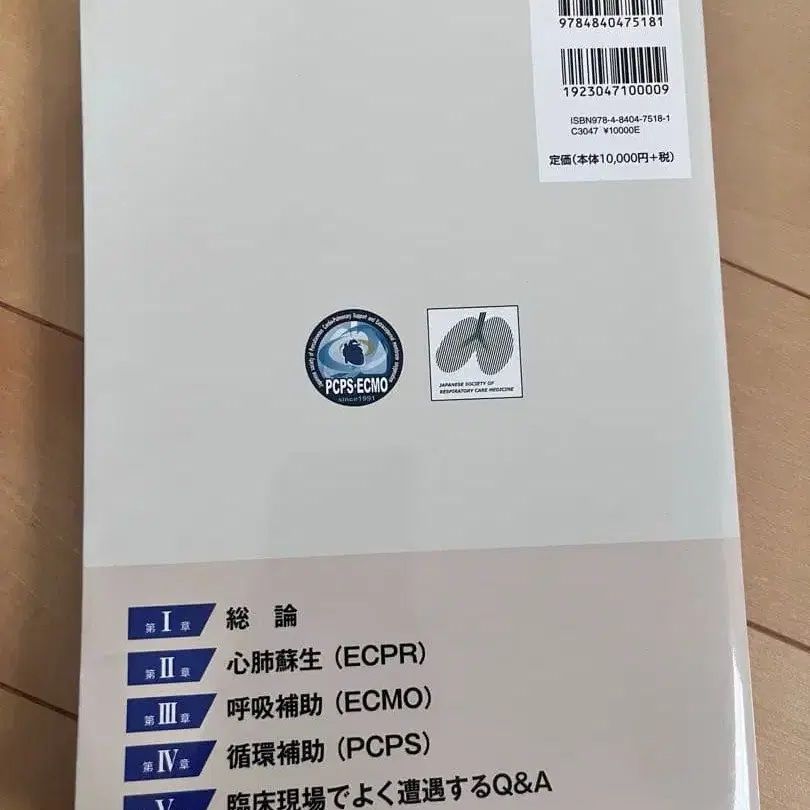 9784840475181
1923047100009
ISBN978-4-8404-7518-1
C3047 ¥10000E
定価(本体10,000円+税)
PCPS・ECMO
since1991
JAPANESE SOCIETY OF
RESPIRATORY CARE MEDICINE
第Ⅰ章 総 論
第Ⅱ章 心肺蘇生(ECPR)
第Ⅲ章 呼吸補助(ECMO)
第Ⅳ章 循環補助(PCPS)
Ⅴ 臨床現場でよく遭遇するQ&A